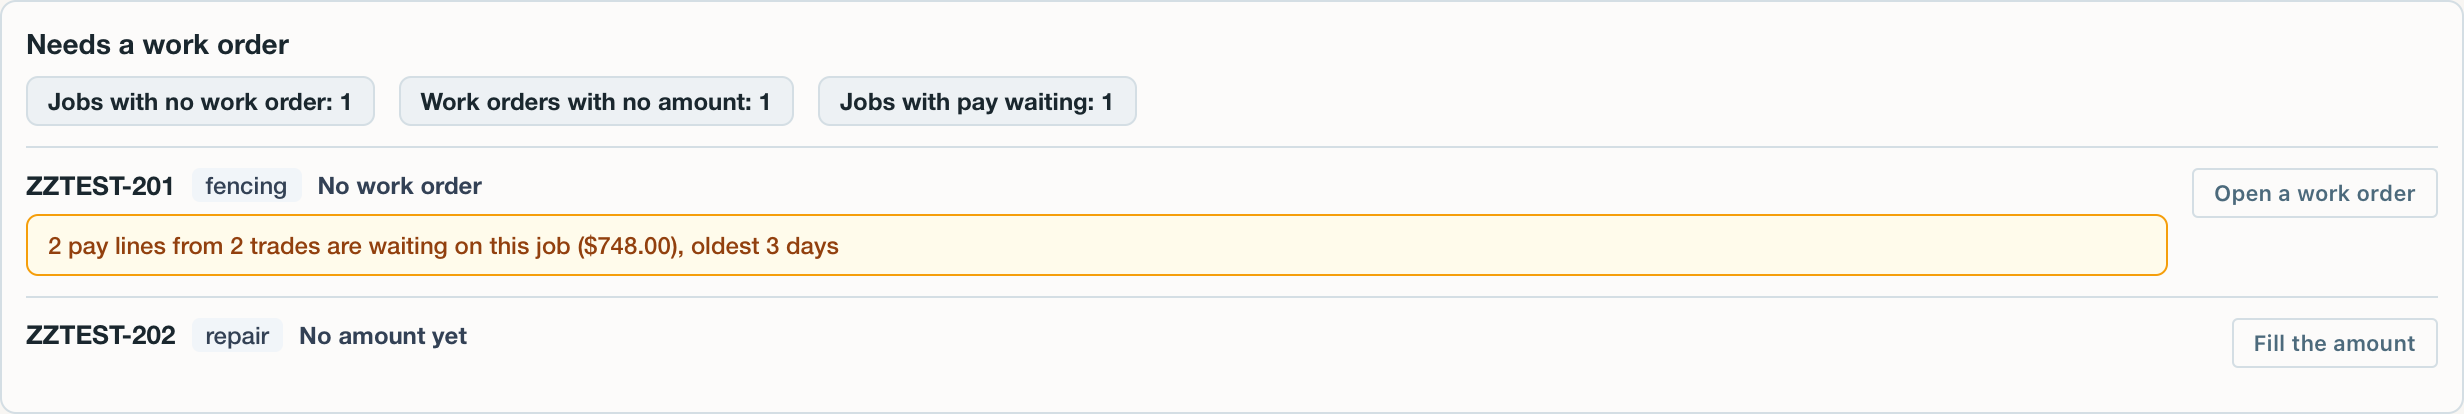 Needs a work order
Jobs with no work order: 1
Work orders with no amount: 1
Jobs with pay waiting: 1
ZZTEST-201 fencing No work order
Open a work order
2 pay lines from 2 trades are waiting on this job ($748.00), oldest 3 days
ZZTEST-202 repair No amount yet
Fill the amount